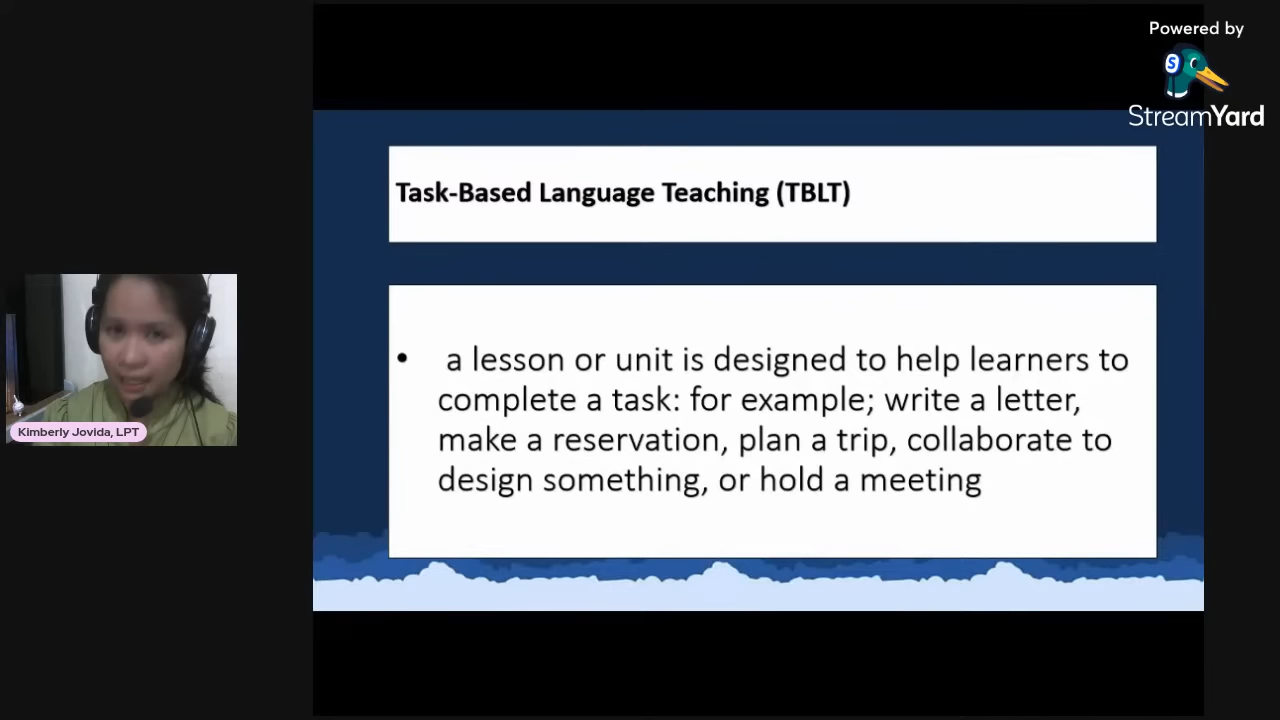 Powered by
S
StreamYard
Task-Based Language Teaching (TBLT)
• a lesson or unit is designed to help learners to
complete a task: for example; write a letter,
make a reservation, plan a trip, collaborate to
design something, or hold a meeting
Kimberly Jovida, LPT